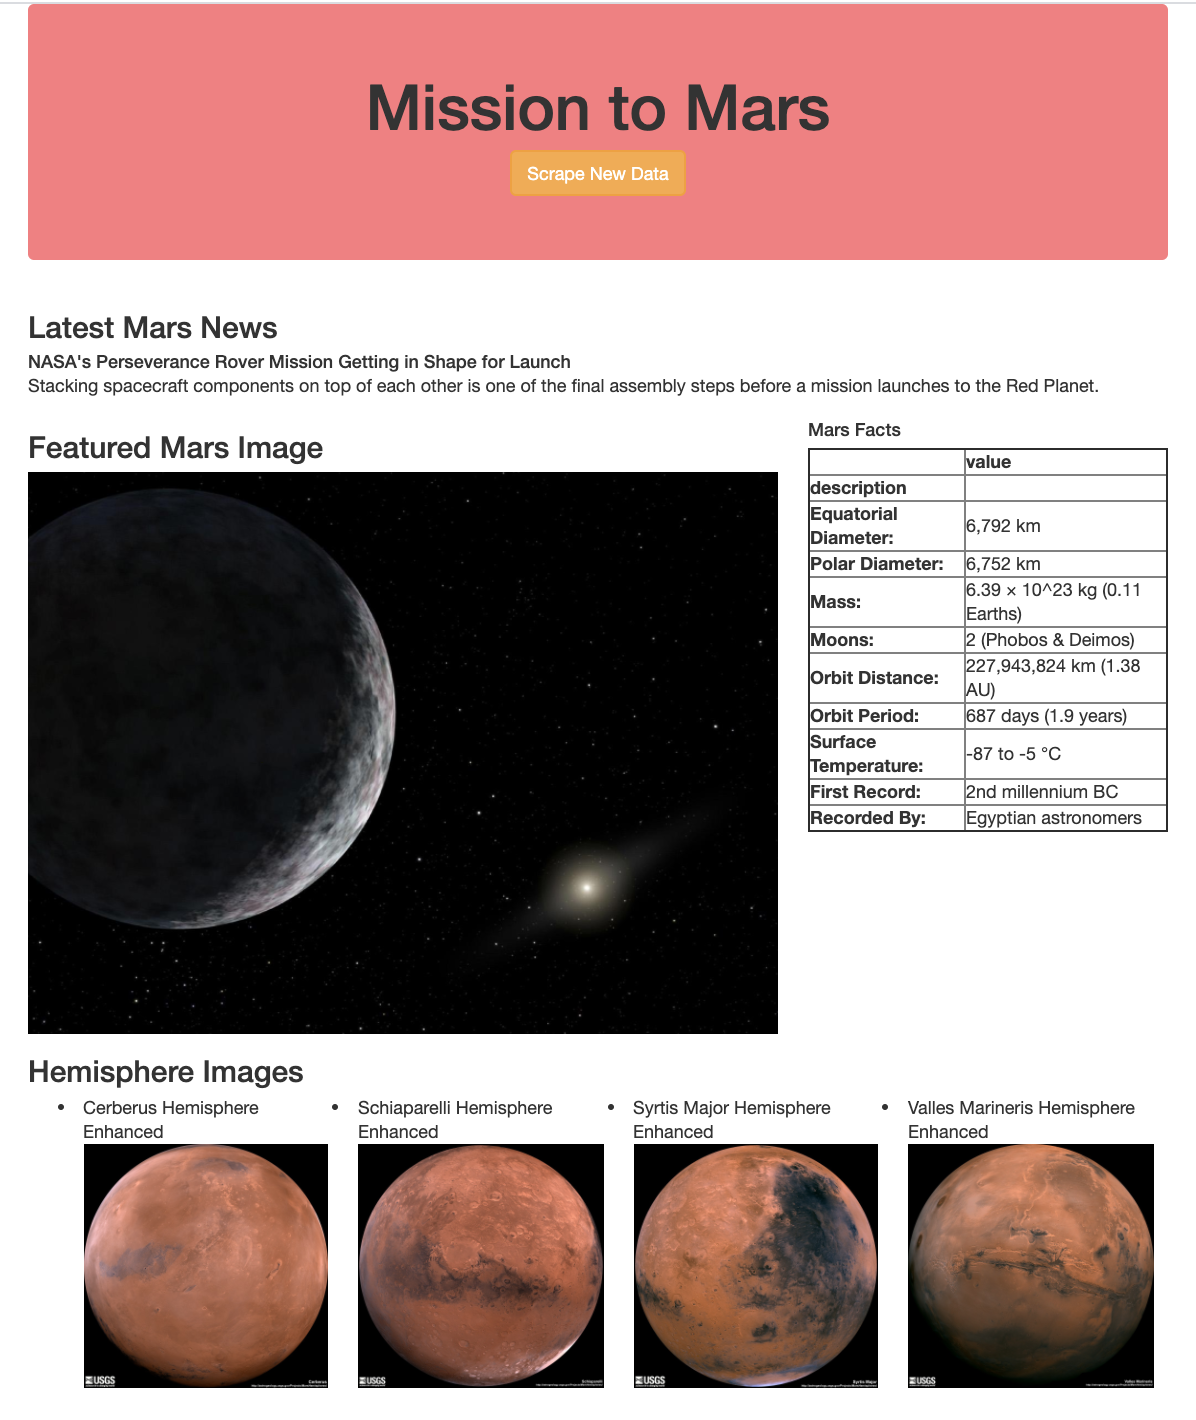 Mission to Mars
Scrape New Data
Latest Mars News
NASA's Perseverance Rover Mission Getting in Shape for Launch
Stacking spacecraft components on top of each other is one of the final assembly steps before a mission launches to the Red Planet.
Featured Mars Image
Mars Facts
value
description
Equatorial
Diameter:
6,792 km
Polar Diameter:
6,752 km
Mass:
6.39 × 10^23 kg (0.11
Earths)
Moons:
2 (Phobos & Deimos)
Orbit Distance:
227,943,824 km (1.38
AU)
Orbit Period:
687 days (1.9 years)
Surface
Temperature:
-87 to -5 °C
First Record:
2nd millennium BC
Recorded By:
Egyptian astronomers
Hemisphere Images
• Cerberus Hemisphere
Enhanced
• Schiaparelli Hemisphere
Enhanced
• Syrtis Major Hemisphere
Enhanced
• Valles Marineris Hemisphere
Enhanced
USGS
Cerberus
USGS
Schiaparelli
USGS
Syrtis Major
USGS
Valles Marineris